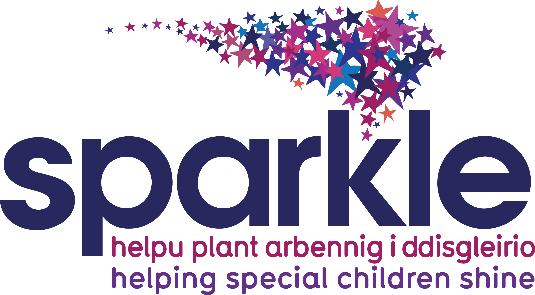 sparkle
helpu plant arbennig i ddisgleirio
helping special children shine